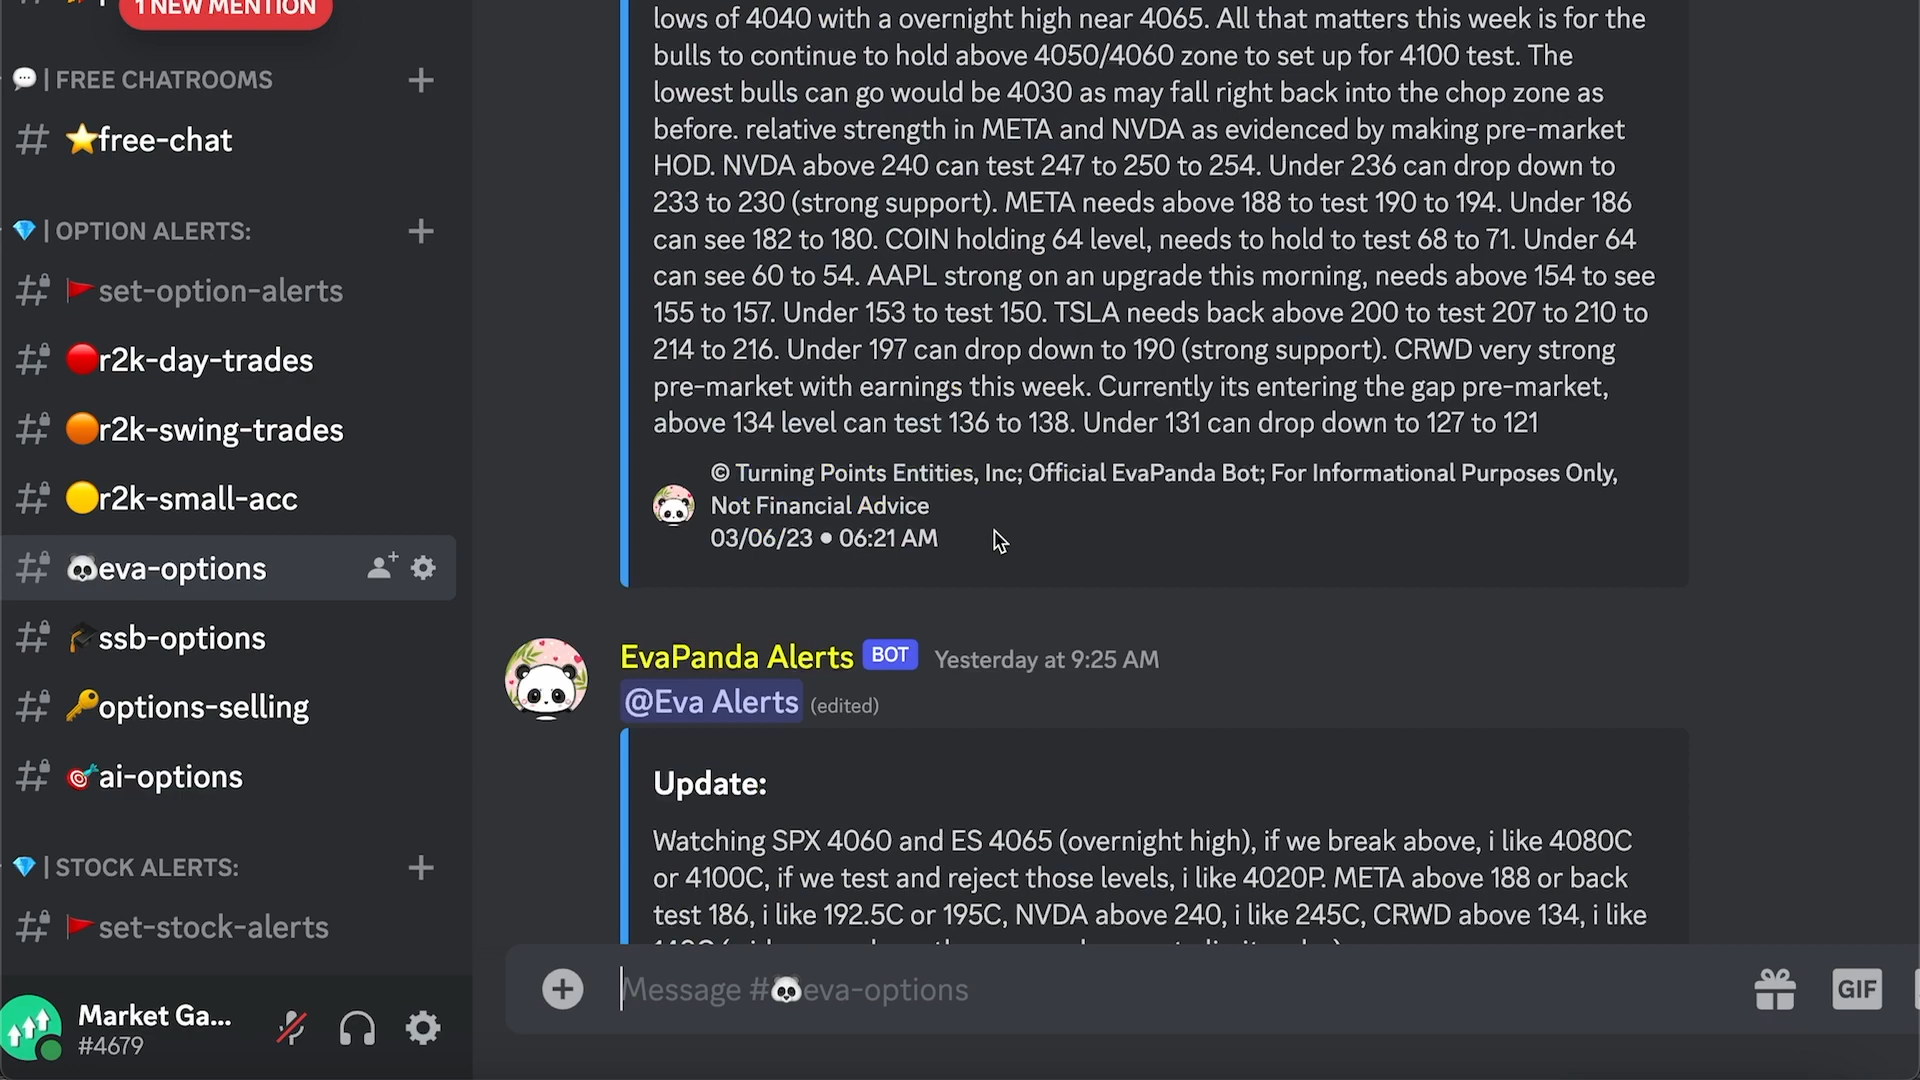 1 NEW MENTION
| FREE CHATROOMS
free-chat
| OPTION ALERTS:
set-option-alerts
r2k-day-trades
r2k-swing-trades
r2k-small-acc
eva-options
ssb-options
options-selling
ai-options
| STOCK ALERTS:
set-stock-alerts
Market Ga...
#4679
lows of 4040 with a overnight high near 4065. All that matters this week is for the
bulls to continue to hold above 4050/4060 zone to set up for 4100 test. The
lowest bulls can go would be 4030 as may fall right back into the chop zone as
before. relative strength in META and NVDA as evidenced by making pre-market
HOD. NVDA above 240 can test 247 to 250 to 254. Under 236 can drop down to
233 to 230 (strong support). META needs above 188 to test 190 to 194. Under 186
can see 182 to 180. COIN holding 64 level, needs to hold to test 68 to 71. Under 64
can see 60 to 54. AAPL strong on an upgrade this morning, needs above 154 to see
155 to 157. Under 153 to test 150. TSLA needs back above 200 to test 207 to 210 to
214 to 216. Under 197 can drop down to 190 (strong support). CRWD very strong
pre-market with earnings this week. Currently its entering the gap pre-market,
above 134 level can test 136 to 138. Under 131 can drop down to 127 to 121
© Turning Points Entities, Inc; Official EvaPanda Bot; For Informational Purposes Only,
Not Financial Advice
03/06/23 • 06:21 AM
EvaPanda Alerts BOT Yesterday at 9:25 AM
@Eva Alerts (edited)
Update:
Watching SPX 4060 and ES 4065 (overnight high), if we break above, i like 4080C
or 4100C, if we test and reject those levels, i like 4020P. META above 188 or back
test 186, i like 192.5C or 195C, NVDA above 240, i like 245C, CRWD above 134, i like
Message #eva-options
GIF